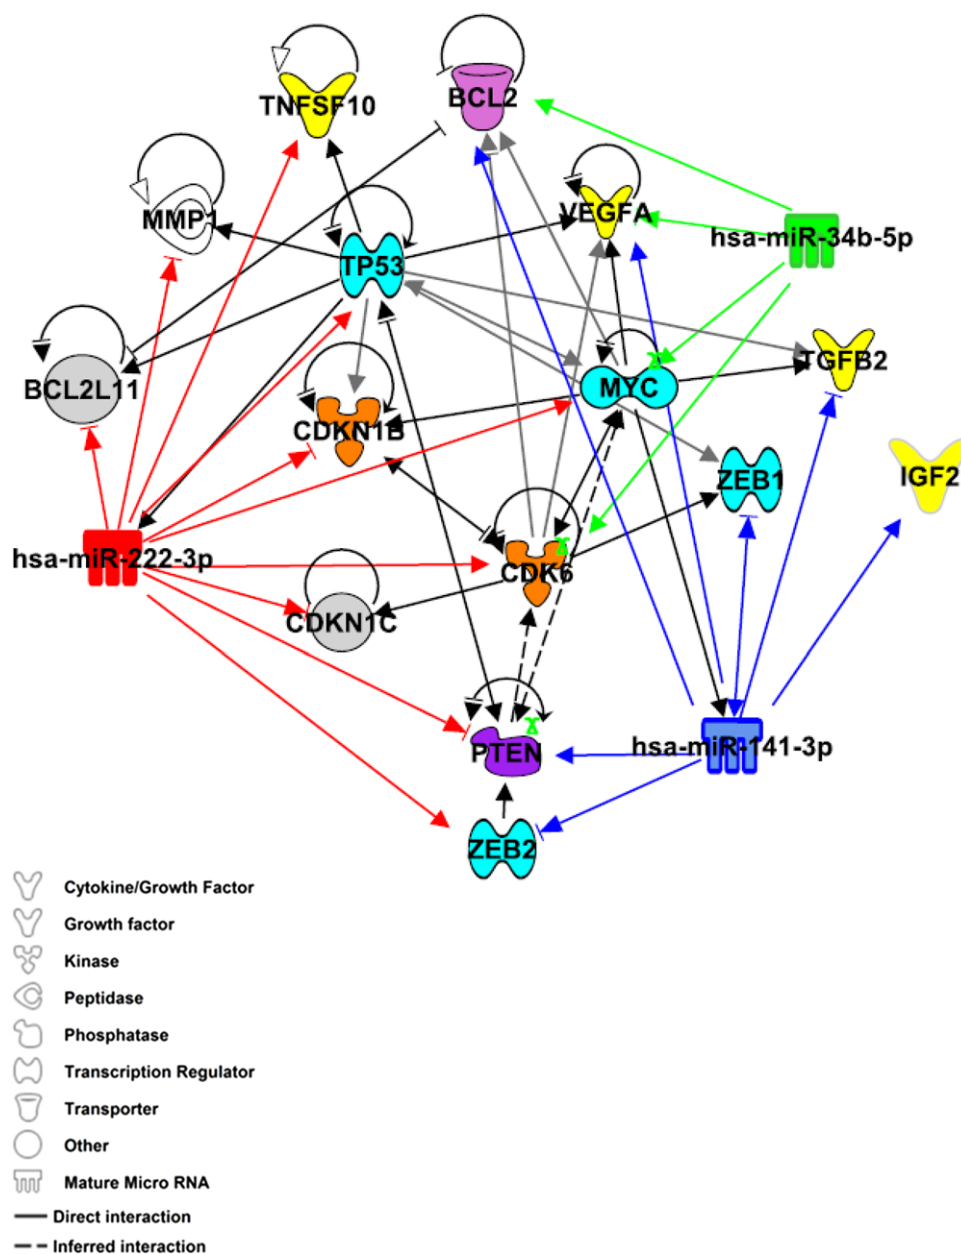 TNFSF10
BCL2
MMP1
VEGFA
hsa-miR-34b-5p
TP53
TGFB2
BCL2L11
MYC
CDKN1B
ZEB1
IGF2
hsa-miR-222-3p
CDK6
CDKN1C
PTEN
hsa-miR-141-3p
ZEB2
Cytokine/Growth Factor
Growth factor
Kinase
Peptidase
Phosphatase
Transcription Regulator
Transporter
Other
Mature Micro RNA
Direct interaction
Inferred interaction